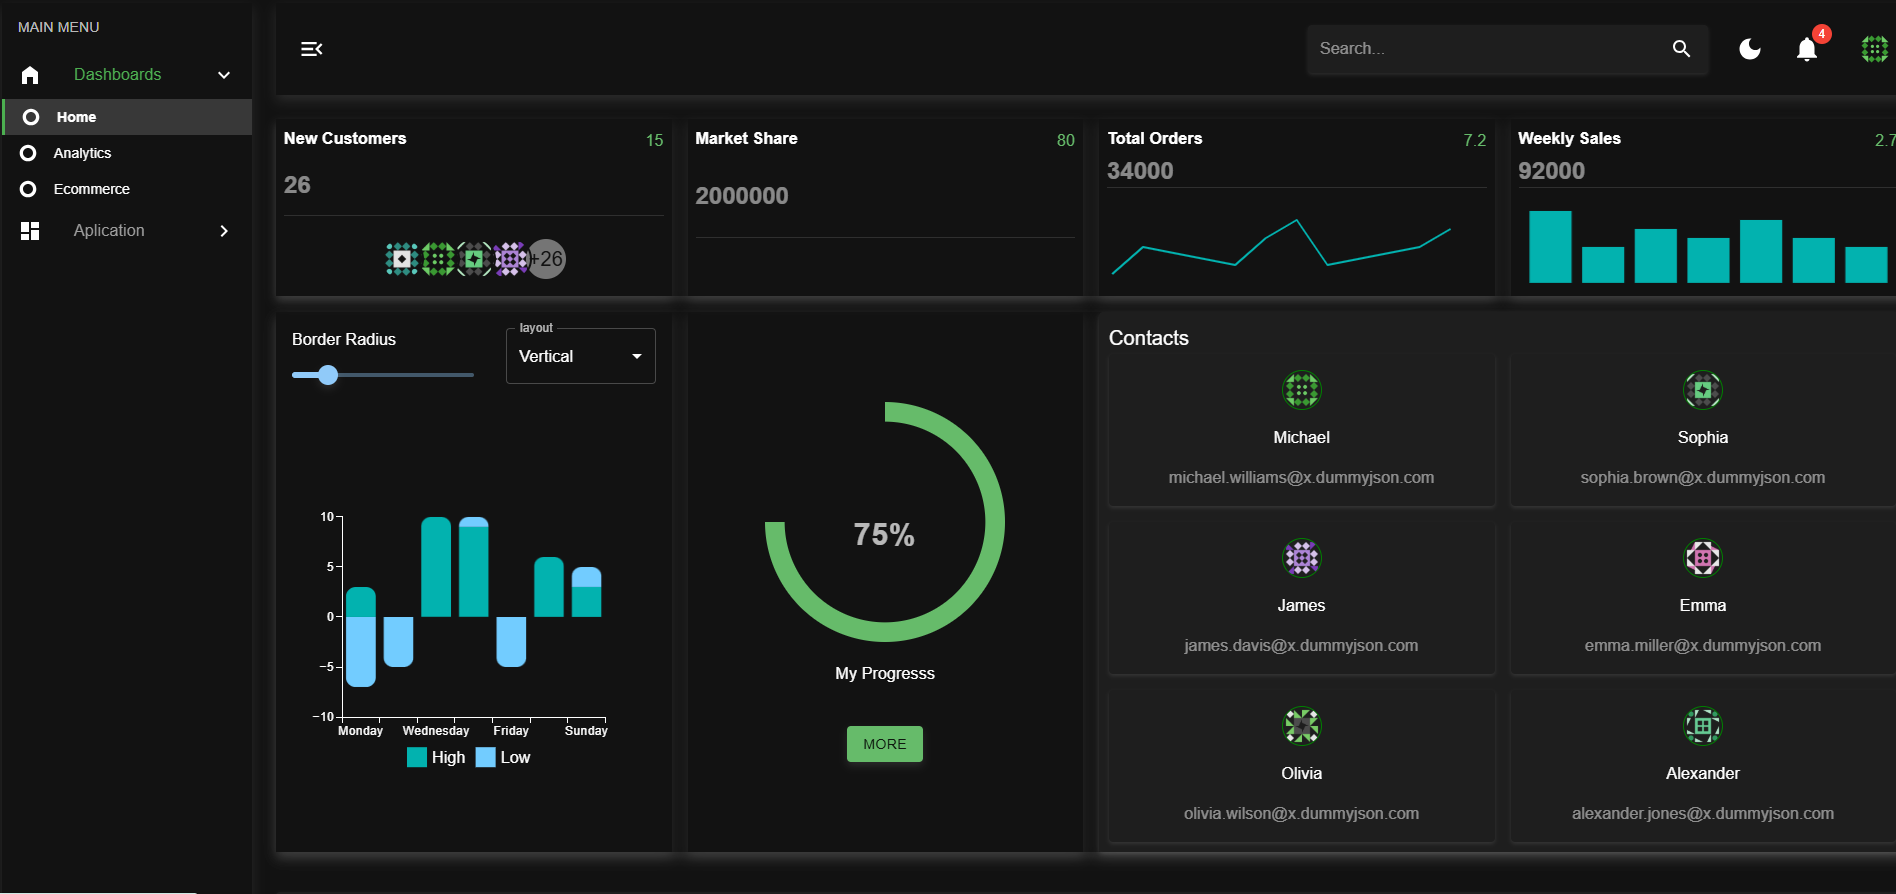 MAIN MENU
Dashboards
Home
Analytics
Ecommerce
Aplication
Search...
4
New Customers 15
26
+26
Market Share 80
2000000
Total Orders 7.2
34000
Weekly Sales 2.7
92000
Border Radius
layout
Vertical
10
5
0
−5
−10
Monday Wednesday Friday Sunday
High Low
75%
My Progresss
MORE
Contacts
Michael
michael.williams@x.dummyjson.com
Sophia
sophia.brown@x.dummyjson.com
James
james.davis@x.dummyjson.com
Emma
emma.miller@x.dummyjson.com
Olivia
olivia.wilson@x.dummyjson.com
Alexander
alexander.jones@x.dummyjson.com